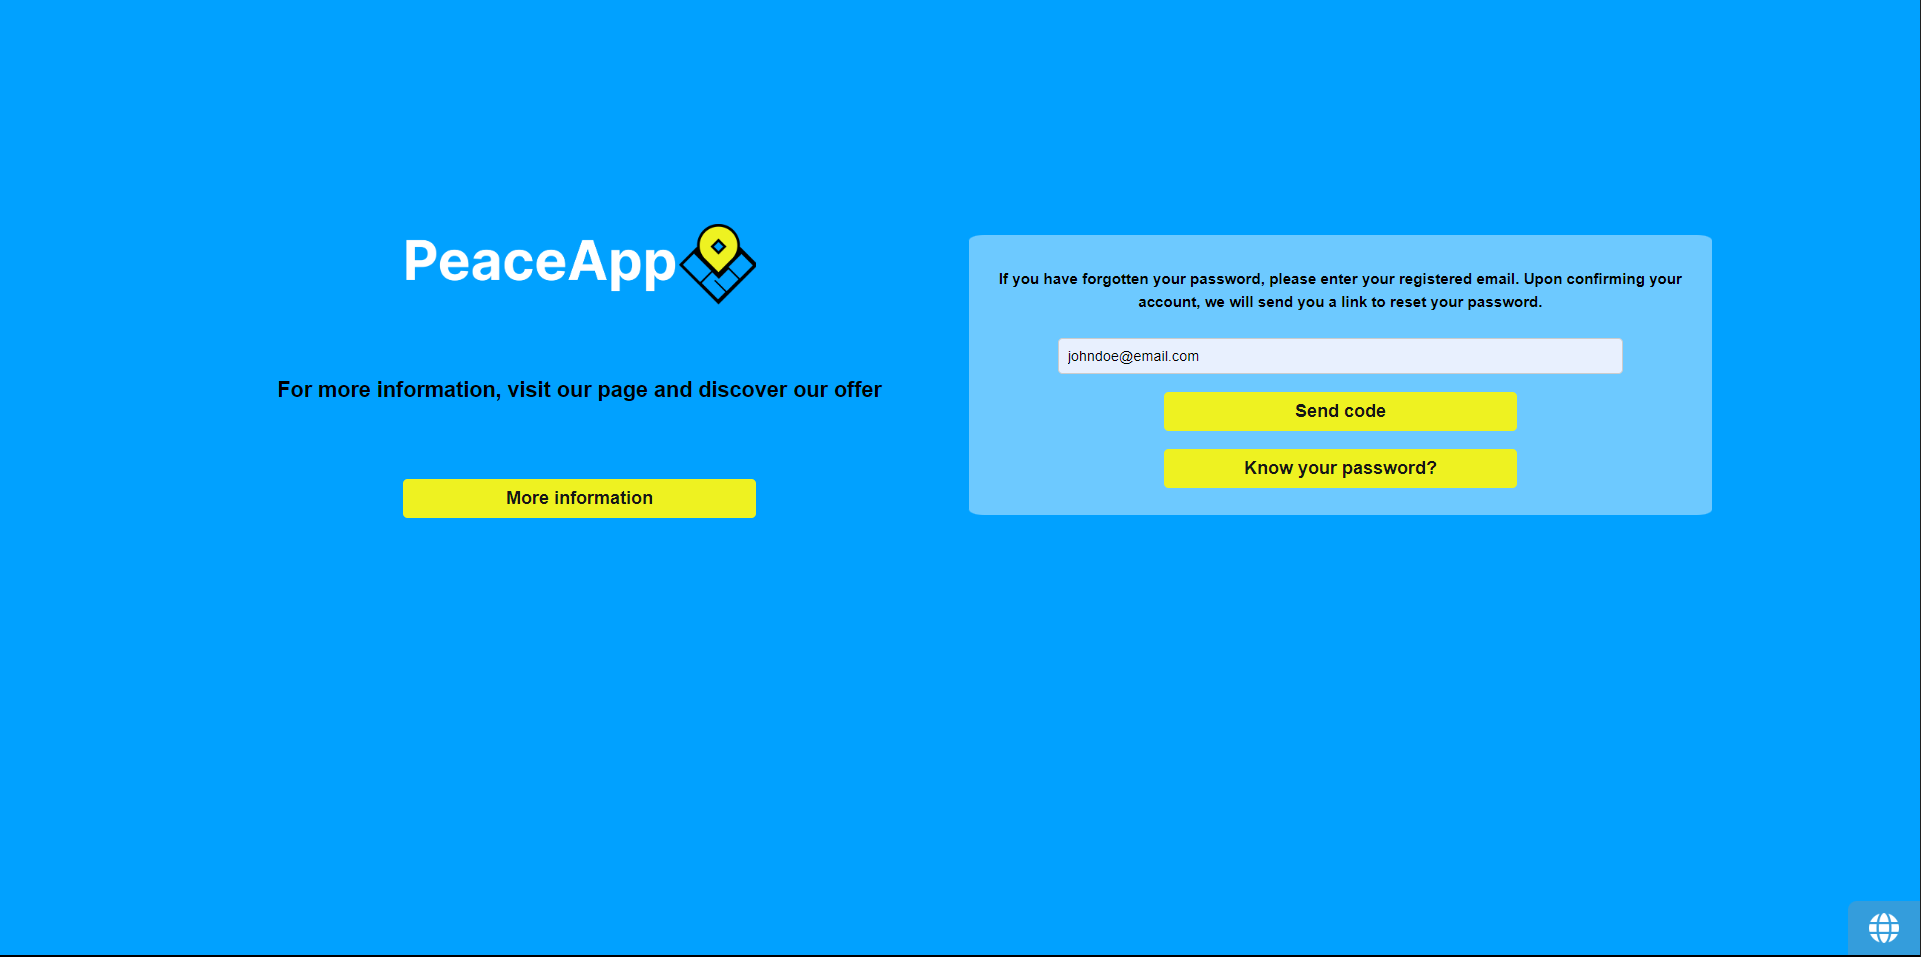 PeaceApp
For more information, visit our page and discover our offer
More information
If you have forgotten your password, please enter your registered email. Upon confirming your
account, we will send you a link to reset your password.
johndoe@email.com
Send code
Know your password?